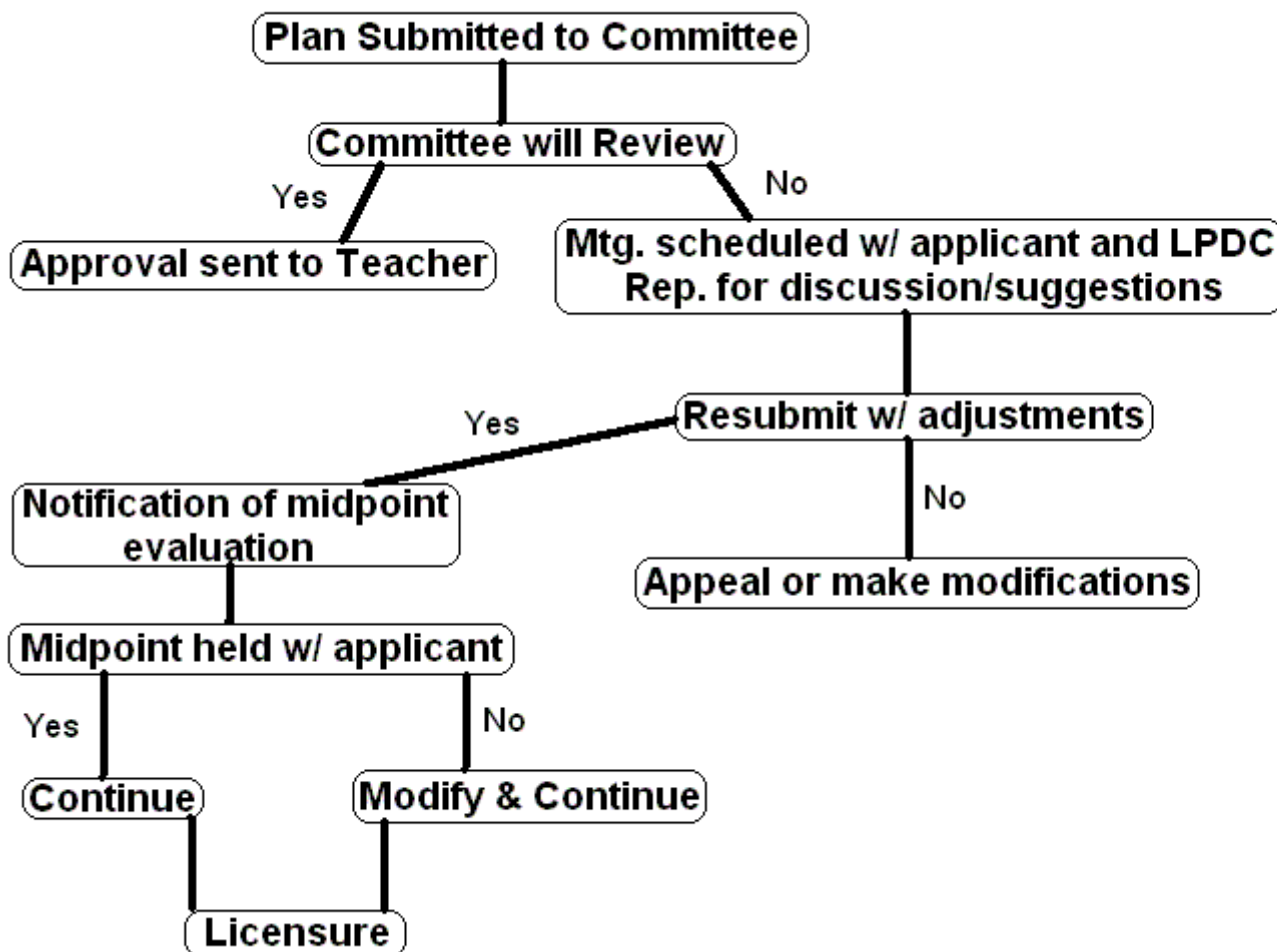 Plan Submitted to Committee
Committee will Review
Yes
No
Approval sent to Teacher
Mtg. scheduled w/ applicant and LPDC
Rep. for discussion/suggestions
Resubmit w/ adjustments
Yes
No
Notification of midpoint
evaluation
Appeal or make modifications
Midpoint held w/ applicant
Yes
No
Continue
Modify & Continue
Licensure